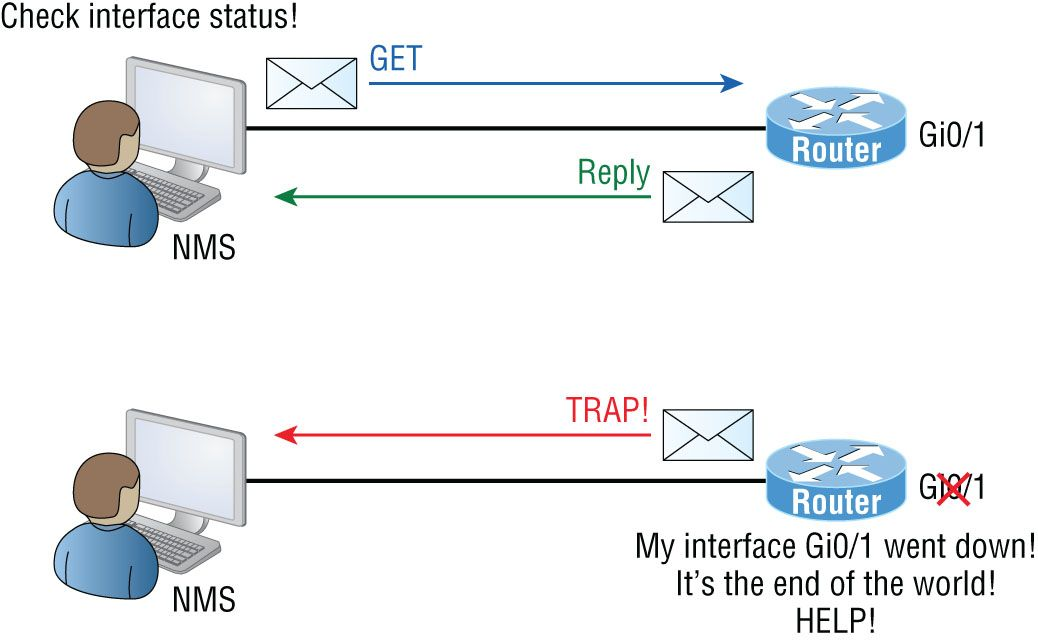 Check interface status!
GET
Router
Gi0/1
Reply
NMS
TRAP!
Router
Gi0/1
My interface Gi0/1 went down!
It's the end of the world!
HELP!
NMS